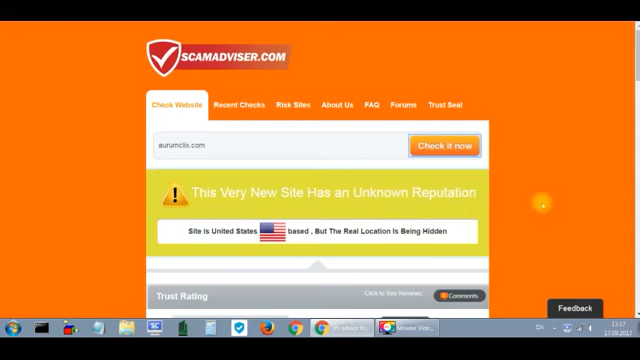 SCAMADVISER.COM
Check Website Recent Checks Risk Sites About Us FAQ Forums Trust Seal
aurumclix.com Check it now
This Very New Site Has an Unknown Reputation
Site is United States based , But The Real Location Is Being Hidden
Trust Rating Click to See Reviews Comments
Feedback
EN 13:17
17.09.2017